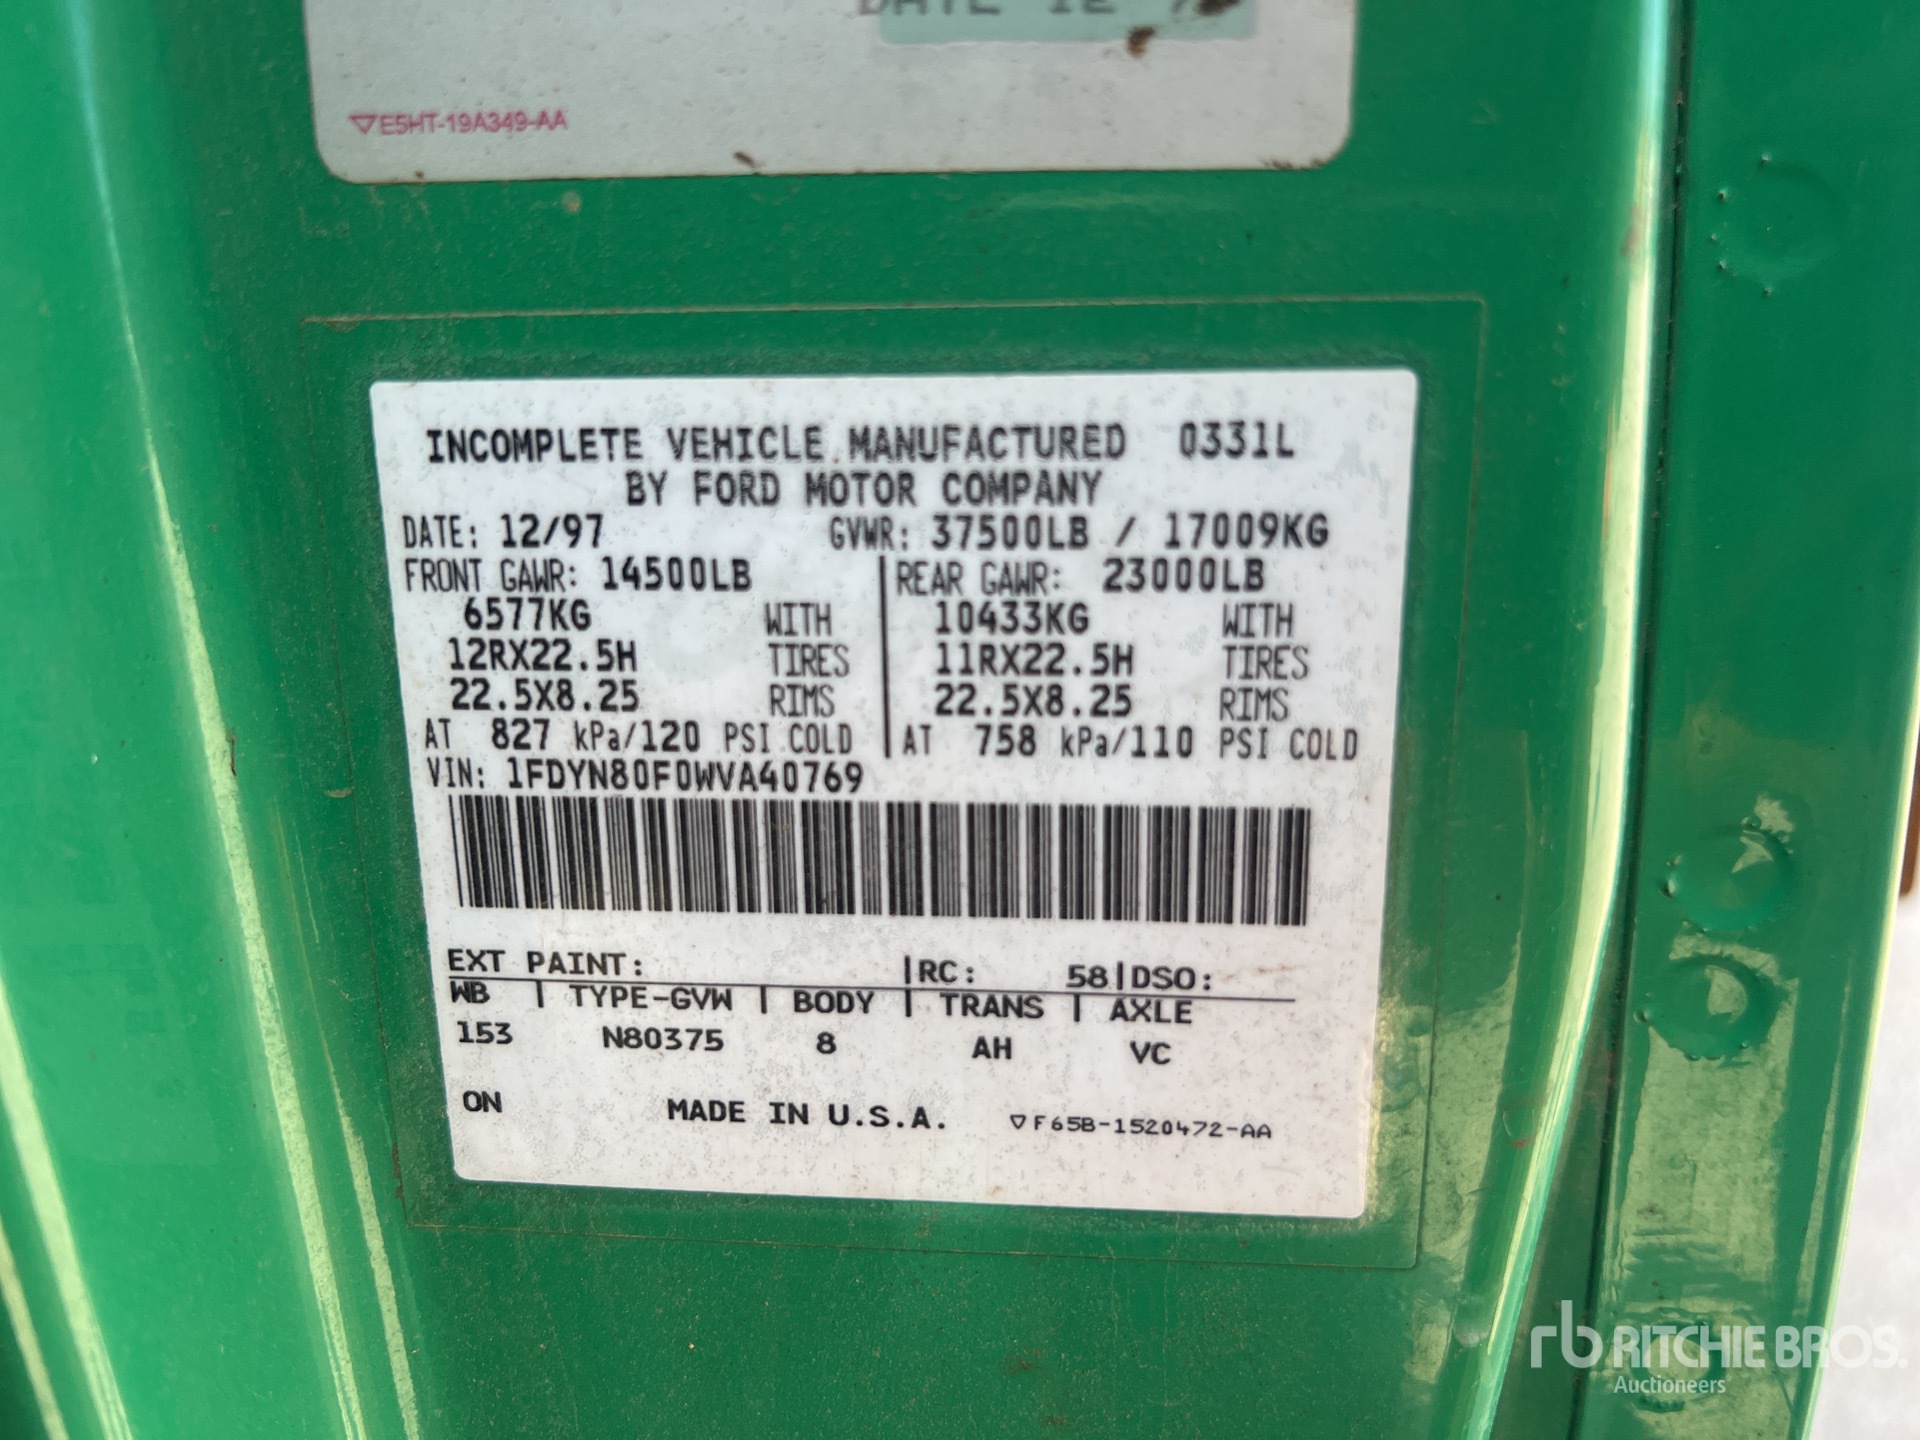 DATE 12
▽E5HT-19A349-AA
INCOMPLETE VEHICLE MANUFACTURED 0331L
BY FORD MOTOR COMPANY
DATE: 12/97 GVWR: 37500LB / 17009KG
FRONT GAWR: 14500LB | REAR GAWR: 23000LB
6577KG WITH 10433KG WITH
12RX22.5H TIRES 11RX22.5H TIRES
22.5X8.25 RIMS 22.5X8.25 RIMS
AT 827 kPa/120 PSI COLD | AT 758 kPa/110 PSI COLD
VIN: 1FDYN80F0WVA40769
EXT PAINT: |RC: 58|DSO:
WB | TYPE-GVW | BODY | TRANS | AXLE
153 N80375 8 AH VC
ON MADE IN U.S.A. ▽F65B-1520472-AA
rb RITCHIE BROS.
Auctioneers